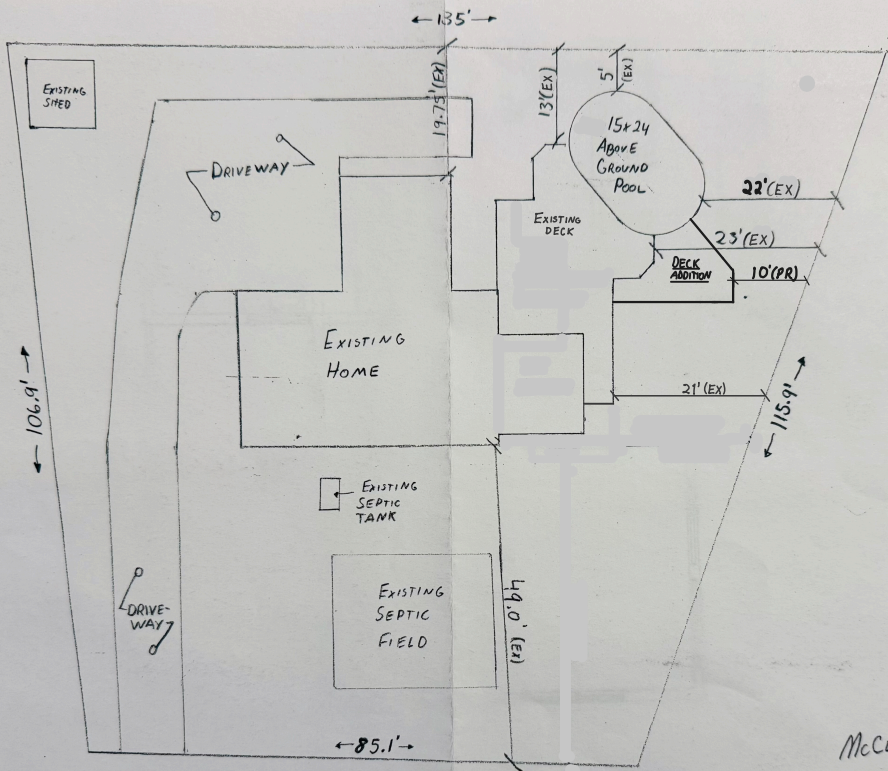 135'
EXISTING
SHED
19.75' (EX)
13' (EX)
5'
(EX)
15x24
ABOVE
GROUND
POOL
DRIVEWAY
22' (EX)
EXISTING
DECK
23' (EX)
DECK
ADDITION
10' (PR)
EXISTING
HOME
106.9'
21' (EX)
115.9'
EXISTING
SEPTIC
TANK
EXISTING
SEPTIC
FIELD
49.0' (EX)
DRIVE-
WAY
85.1'